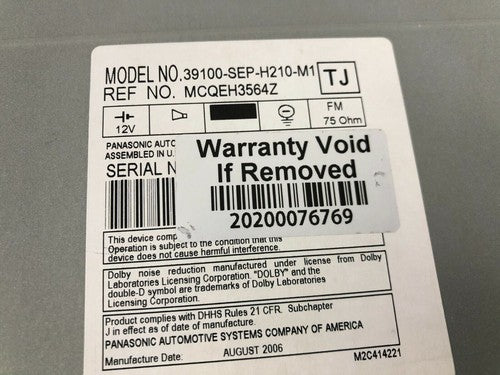 MODEL NO. 39100-SEP-H210-M1 TJ
REF NO. MCQEH3564Z
12V
FM
75 Ohm
PANASONIC AUTO
ASSEMBLED IN U.
SERIAL N
Warranty Void
If Removed
20200076769
This device comp
Operation is subject to the condition that this
device does not cause harmful interference.
Dolby noise reduction manufactured under license from Dolby
Laboratories Licensing Corporation. "DOLBY" and the
double-D symbol are trademarks of Dolby Laboratories
Licensing Corporation.
Product complies with DHHS Rules 21 CFR. Subchapter
J in effect as of date of manufacture.
PANASONIC AUTOMOTIVE SYSTEMS COMPANY OF AMERICA
Manufacture Date: AUGUST 2006 M2C414221